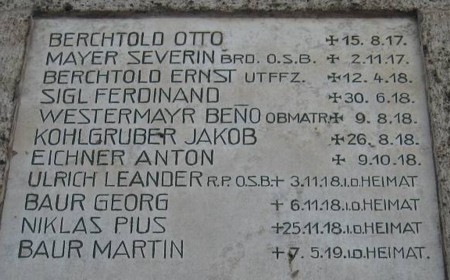 BERCHTOLD OTTO ✠ 15. 8.17.
MAYER SEVERIN BRD. O.S.B. ✠ 2.11.17.
BERCHTOLD ERNST UTFFZ. ✠ 12. 4.18.
SIGL FERDINAND ✠ 30. 6.18.
WESTERMAYR BEÑO OBMATR. ✠ 9. 8.18.
KOHLGRUBER JAKOB ✠ 26. 8.18.
EICHNER ANTON ✠ 9.10.18.
ULRICH LEANDER R.P. O.S.B. + 3.11.18. I.D. HEIMAT
BAUR GEORG + 6.11.18. I.D. HEIMAT
NIKLAS PIUS + 25.11.18. I.D. HEIMAT
BAUR MARTIN + 7. 5.19. I.D. HEIMAT.